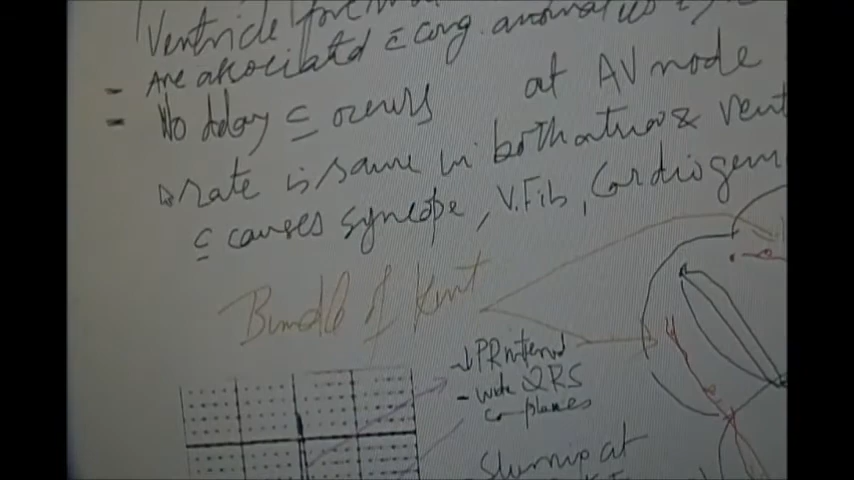 Ventricle
- Are associated c̄ cong. anomalies
- No delay c̲ occurs at AV node
rate is same in both atria & vent
c̲ causes syncope, V.Fib, Cardiogen
Bundle of Kent
↓PR interval
- wide QRS
complexes
Slurring at